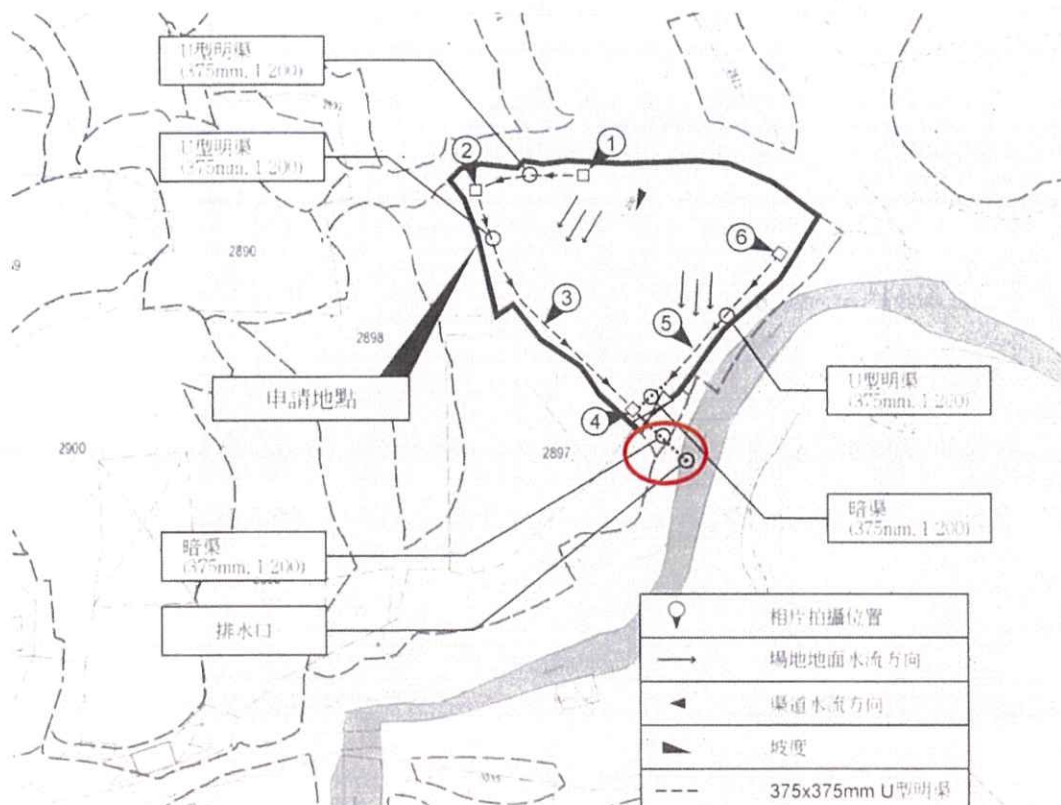 U型明渠
(375mm, 1:200)
U型明渠
(375mm, 1:200)
①
②
⑥
2890
③
⑤
2898
申請地點
U型明渠
(375mm, 1:200)
④
2900
2897
暗渠
(375mm, 1:200)
暗渠
(375mm, 1:200)
排水口
相片拍攝位置
場地地面水流方向
渠道水流方向
坡度
375x375mm U型明渠